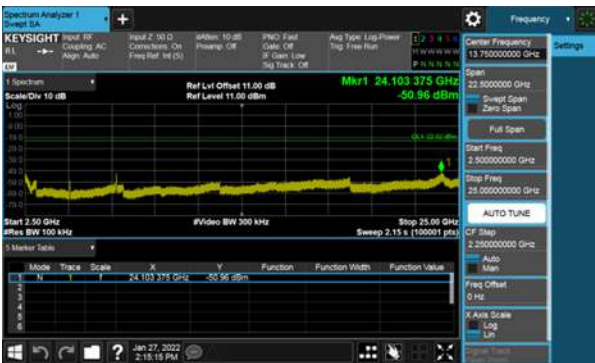 Spectrum Analyzer 1
Swept SA
+
Frequency
KEYSIGHT
Input: RF
Coupling: AC
Align: Auto
Input Z: 50 Ω
Corrections: On
Freq Ref: Int (S)
#Atten: 10 dB
Preamp: Off
PNO: Fast
Gate: Off
IF Gain: Low
Sig Track: Off
Avg Type: Log-Power
Trig: Free Run
Settings
1 Spectrum
Scale/Div 10 dB
Ref Lvl Offset 11.00 dB
Ref Level 11.00 dBm
Mkr1 24.103 375 GHz
-50.96 dBm
Log
1.00
Start 2.50 GHz
#Res BW 100 kHz
#Video BW 300 kHz
Stop 25.00 GHz
Sweep 2.15 s (100001 pts)
5 Marker Table
Mode Trace Scale X Y Function Function Width Function Value
1 N 1 f 24.103 375 GHz -50.96 dBm
2
3
4
5
6
Center Frequency
13.750000000 GHz
Span
22.5000000 GHz
Swept Span
Zero Span
Full Span
Start Freq
2.500000000 GHz
Stop Freq
25.000000000 GHz
AUTO TUNE
CF Step
2.250000000 GHz
Auto
Man
Freq Offset
0 Hz
X Axis Scale
Log
Lin
Signal Track
?
Jan 27, 2022
2:15:15 PM